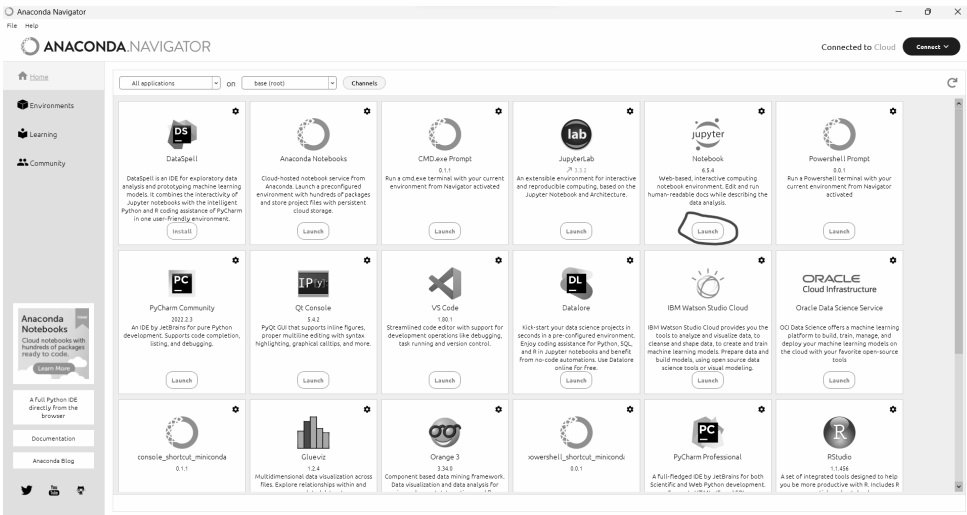 Anaconda Navigator
File Help
ANACONDA.NAVIGATOR
Connected to Cloud
Connect
Home
Environments
Learning
Community
All applications on base (root) Channels
DS
DataSpell
DataSpell is an IDE for exploratory data
analysis and prototyping machine learning
models. It combines the interactivity of
Jupyter notebooks with the intelligent
Python and R coding assistance of PyCharm
in one user-friendly environment.
Install
Anaconda Notebooks
Cloud-hosted notebook service from
Anaconda. Launch a preconfigured
environment with hundreds of packages
and store project files with persistent
cloud storage.
Launch
CMD.exe Prompt
0.1.1
Run a cmd.exe terminal with your current
environment from Navigator activated
Launch
lab
JupyterLab
3.3.2
An extensible environment for interactive
and reproducible computing, based on the
Jupyter Notebook and Architecture.
Launch
jupyter
Notebook
6.5.4
Web-based, interactive computing
notebook environment. Edit and run
human-readable docs while describing the
data analysis.
Launch
Powershell Prompt
0.0.1
Run a Powershell terminal with your
current environment from Navigator
activated
Launch
PC
PyCharm Community
2022.2.3
An IDE by JetBrains for pure Python
development. Supports code completion,
listing, and debugging.
Launch
IP[y]:
Qt Console
5.4.2
PyQt GUI that supports inline figures,
proper multiline editing with syntax
highlighting, graphical calltips, and more.
Launch
VS Code
1.80.1
Streamlined code editor with support for
development operations like debugging,
task running and version control.
Launch
DL
Datalore
Kick-start your data science projects in
seconds in a pre-configured environment.
Enjoy coding assistance for Python, SQL,
and R in Jupyter notebooks and benefit
from no-code automations. Use Datalore
online for free.
Launch
IBM Watson Studio Cloud
IBM Watson Studio Cloud provides you the
tools to analyze and visualize data, to
cleanse and shape data, to create and train
machine learning models. Prepare data and
build models, using open source data
science tools or visual modeling.
Launch
ORACLE
Cloud Infrastructure
Oracle Data Science Service
OCI Data Science offers a machine learning
platform to build, train, manage, and
deploy your machine learning models on
the cloud with your favorite open-source
tools
Launch
console_shortcut_miniconda
0.1.1
Glueviz
1.2.4
Multidimensional data visualization across
files. Explore relationships within and
Orange 3
3.34.0
Component based data mining framework.
Data visualization and data analysis for
powershell_shortcut_miniconda
0.0.1
PC
PyCharm Professional
A full-fledged IDE by JetBrains for both
Scientific and Web Python development.
R
RStudio
1.1.456
A set of integrated tools designed to help
you be more productive with R. Includes R
Anaconda
Notebooks
Cloud notebooks with
hundreds of packages
ready to code.
Learn More
A full Python IDE
directly from the
browser
Documentation
Anaconda Blog